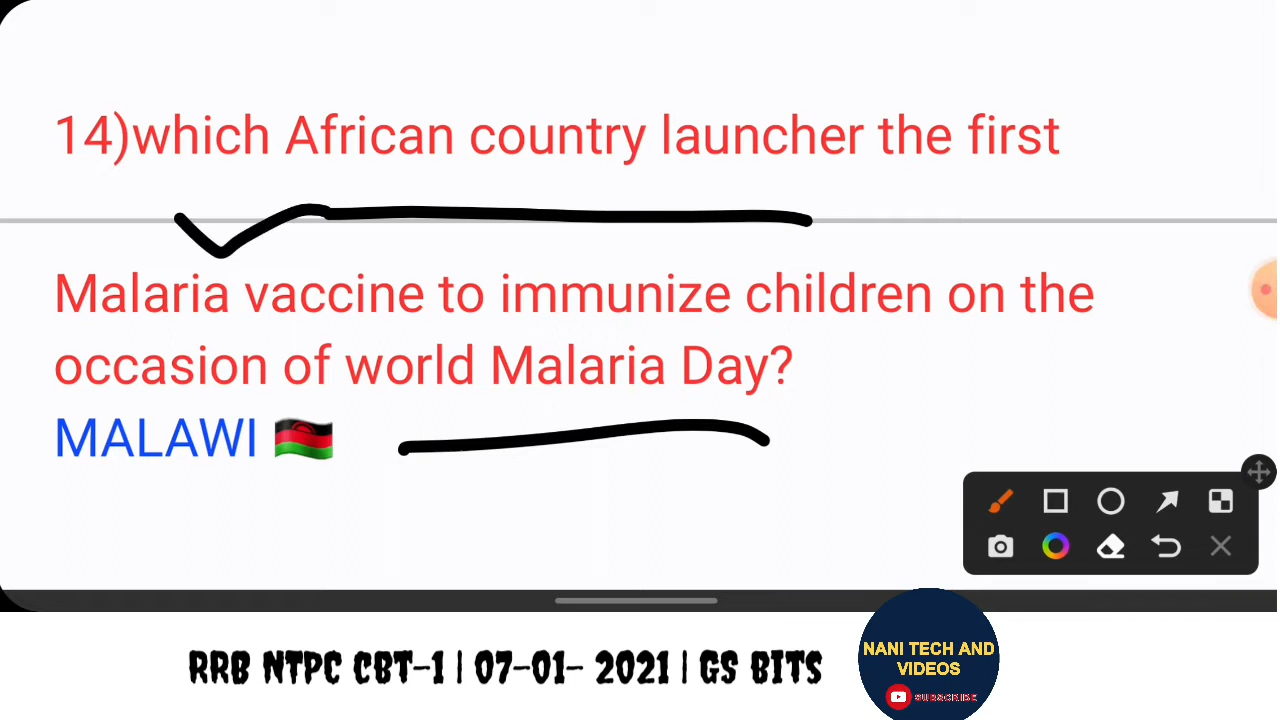 14)which African country launcher the first
Malaria vaccine to immunize children on the
occasion of world Malaria Day?
MALAWI 🇲🇼
RRB NTPC CBT-1 | 07-01- 2021 | GS BITS
NANI TECH AND
VIDEOS
SUBSCRIBE